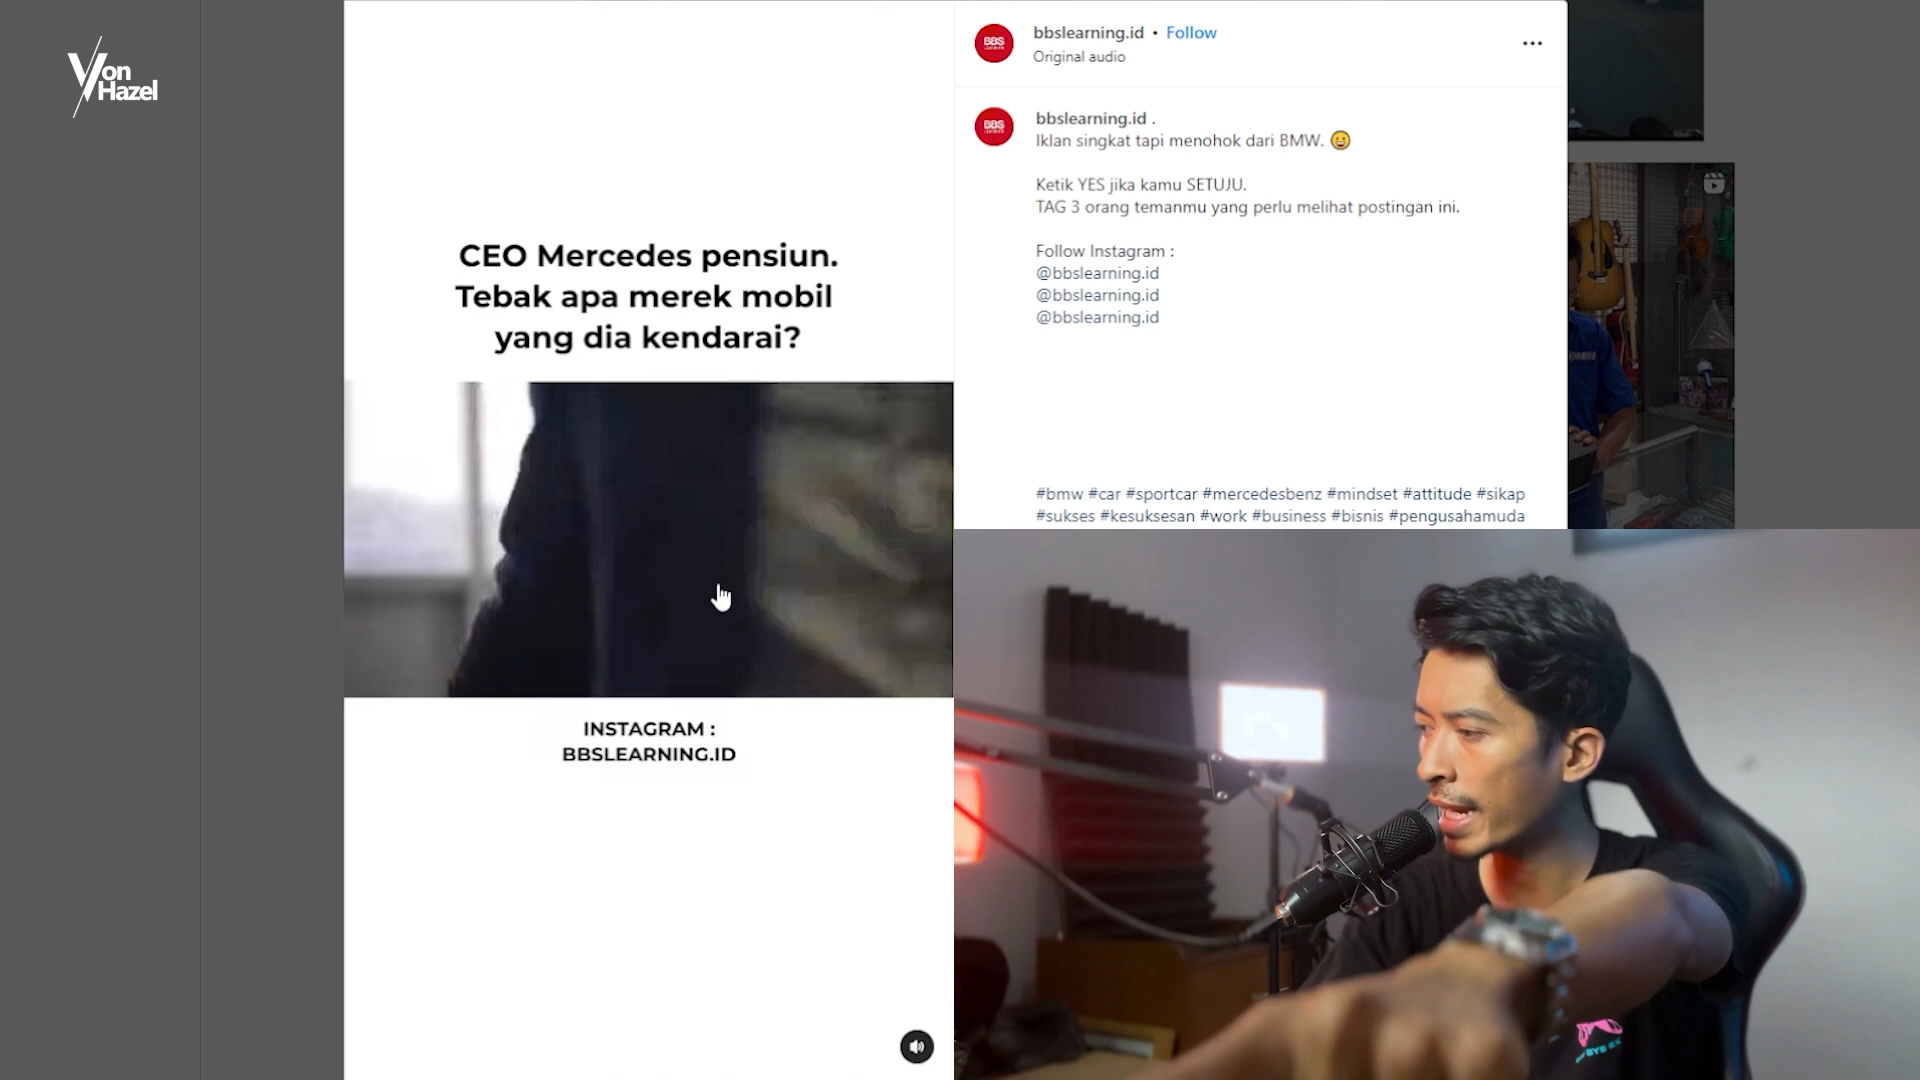 Von
Hazel
CEO Mercedes pensiun.
Tebak apa merek mobil
yang dia kendarai?
INSTAGRAM :
BBSLEARNING.ID
BBS
bbslearning.id • Follow
Original audio
BBS
bbslearning.id .
Iklan singkat tapi menohok dari BMW. 😀
Ketik YES jika kamu SETUJU.
TAG 3 orang temanmu yang perlu melihat postingan ini.
Follow Instagram :
@bbslearning.id
@bbslearning.id
@bbslearning.id
#bmw #car #sportcar #mercedesbenz #mindset #attitude #sikap
#sukses #kesuksesan #work #business #bisnis #pengusahamuda